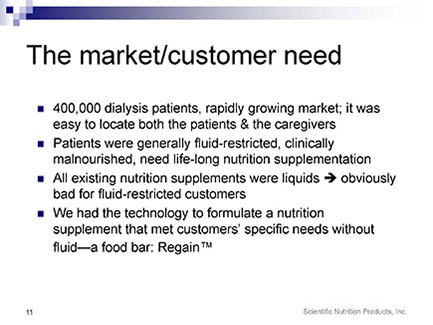 The market/customer need
■ 400,000 dialysis patients, rapidly growing market; it was
easy to locate both the patients & the caregivers
■ Patients were generally fluid-restricted, clinically
malnourished, need life-long nutrition supplementation
■ All existing nutrition supplements were liquids ➔ obviously
bad for fluid-restricted customers
■ We had the technology to formulate a nutrition
supplement that met customers' specific needs without
fluid—a food bar: Regain™
11
Scientific Nutrition Products, Inc.